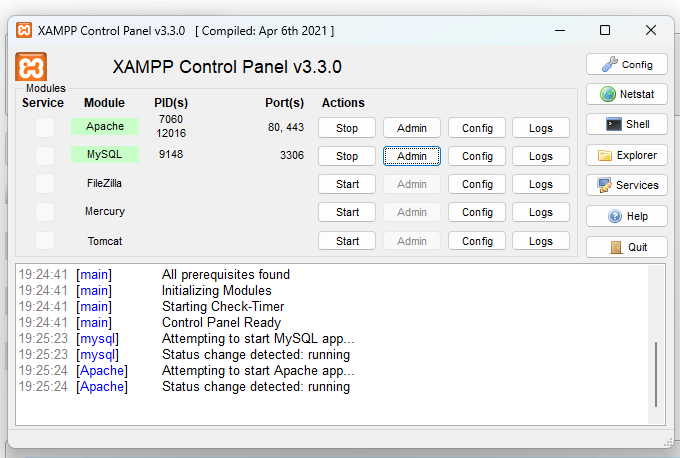 XAMPP Control Panel v3.3.0 [ Compiled: Apr 6th 2021 ]
XAMPP Control Panel v3.3.0
Config
Modules
Service Module PID(s) Port(s) Actions
Netstat
Apache 7060 12016 80, 443 Stop Admin Config Logs
Shell
MySQL 9148 3306 Stop Admin Config Logs
Explorer
FileZilla Start Admin Config Logs
Services
Mercury Start Admin Config Logs
Help
Tomcat Start Admin Config Logs
Quit
19:24:41 [main] All prerequisites found
19:24:41 [main] Initializing Modules
19:24:41 [main] Starting Check-Timer
19:24:41 [main] Control Panel Ready
19:25:23 [mysql] Attempting to start MySQL app...
19:25:23 [mysql] Status change detected: running
19:25:24 [Apache] Attempting to start Apache app...
19:25:24 [Apache] Status change detected: running